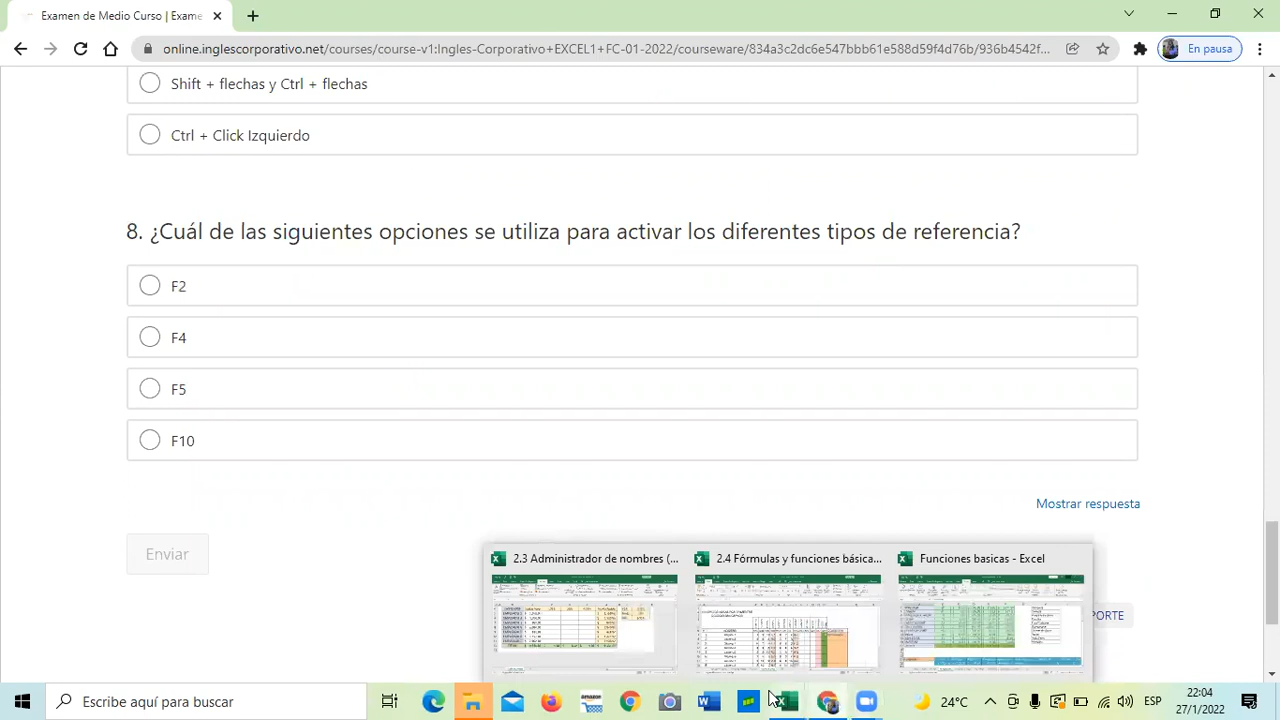 Examen de Medio Curso | Exame
online.inglescorporativo.net/courses/course-v1:Ingles-Corporativo+EXCEL1+FC-01-2022/courseware/
En pausa
Shift + flechas y Ctrl + flechas
Ctrl + Click Izquierdo
8. ¿Cuál de las siguientes opciones se utiliza para activar los diferentes tipos de referencia?
F2
F4
F5
F10
Mostrar respuesta
Enviar
2.3 Administrador de nombres (...
2.4 Fórmulas y funciones básica...
Funciones basicas - Excel
PORTE
Escribe aquí para buscar
24°C
ESP
22:04
27/1/2022